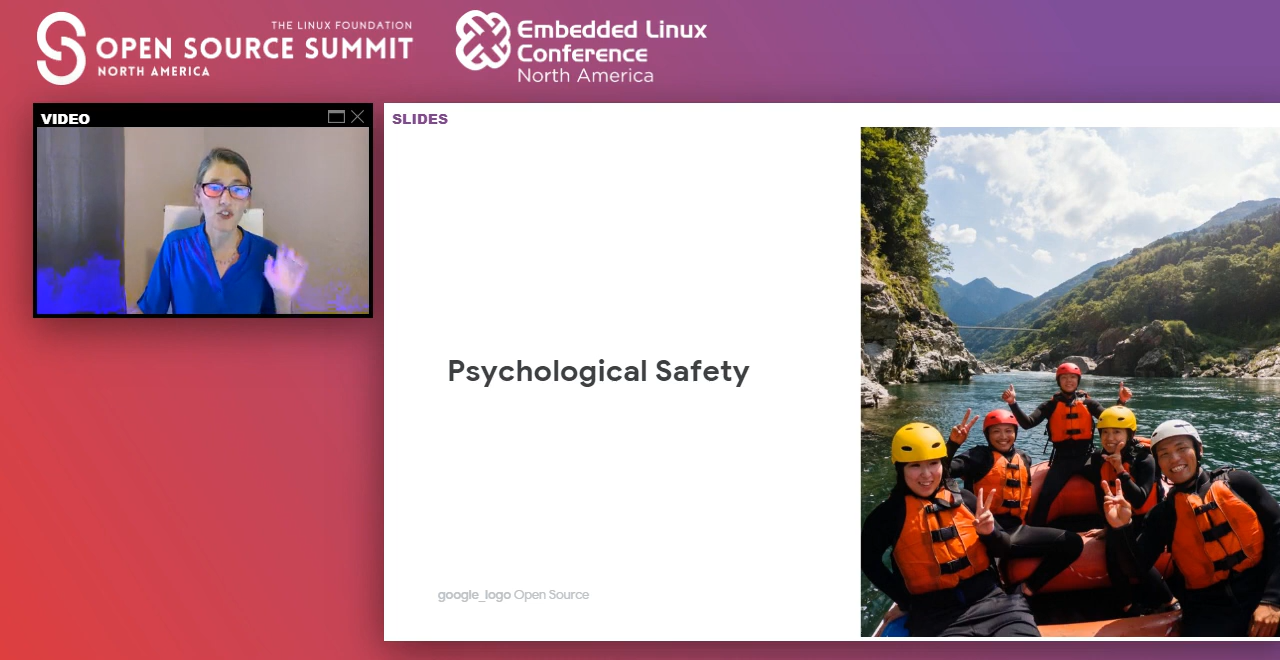 THE LINUX FOUNDATION
OPEN SOURCE SUMMIT
NORTH AMERICA
Embedded Linux
Conference
North America
VIDEO
SLIDES
Psychological Safety
google_logo Open Source